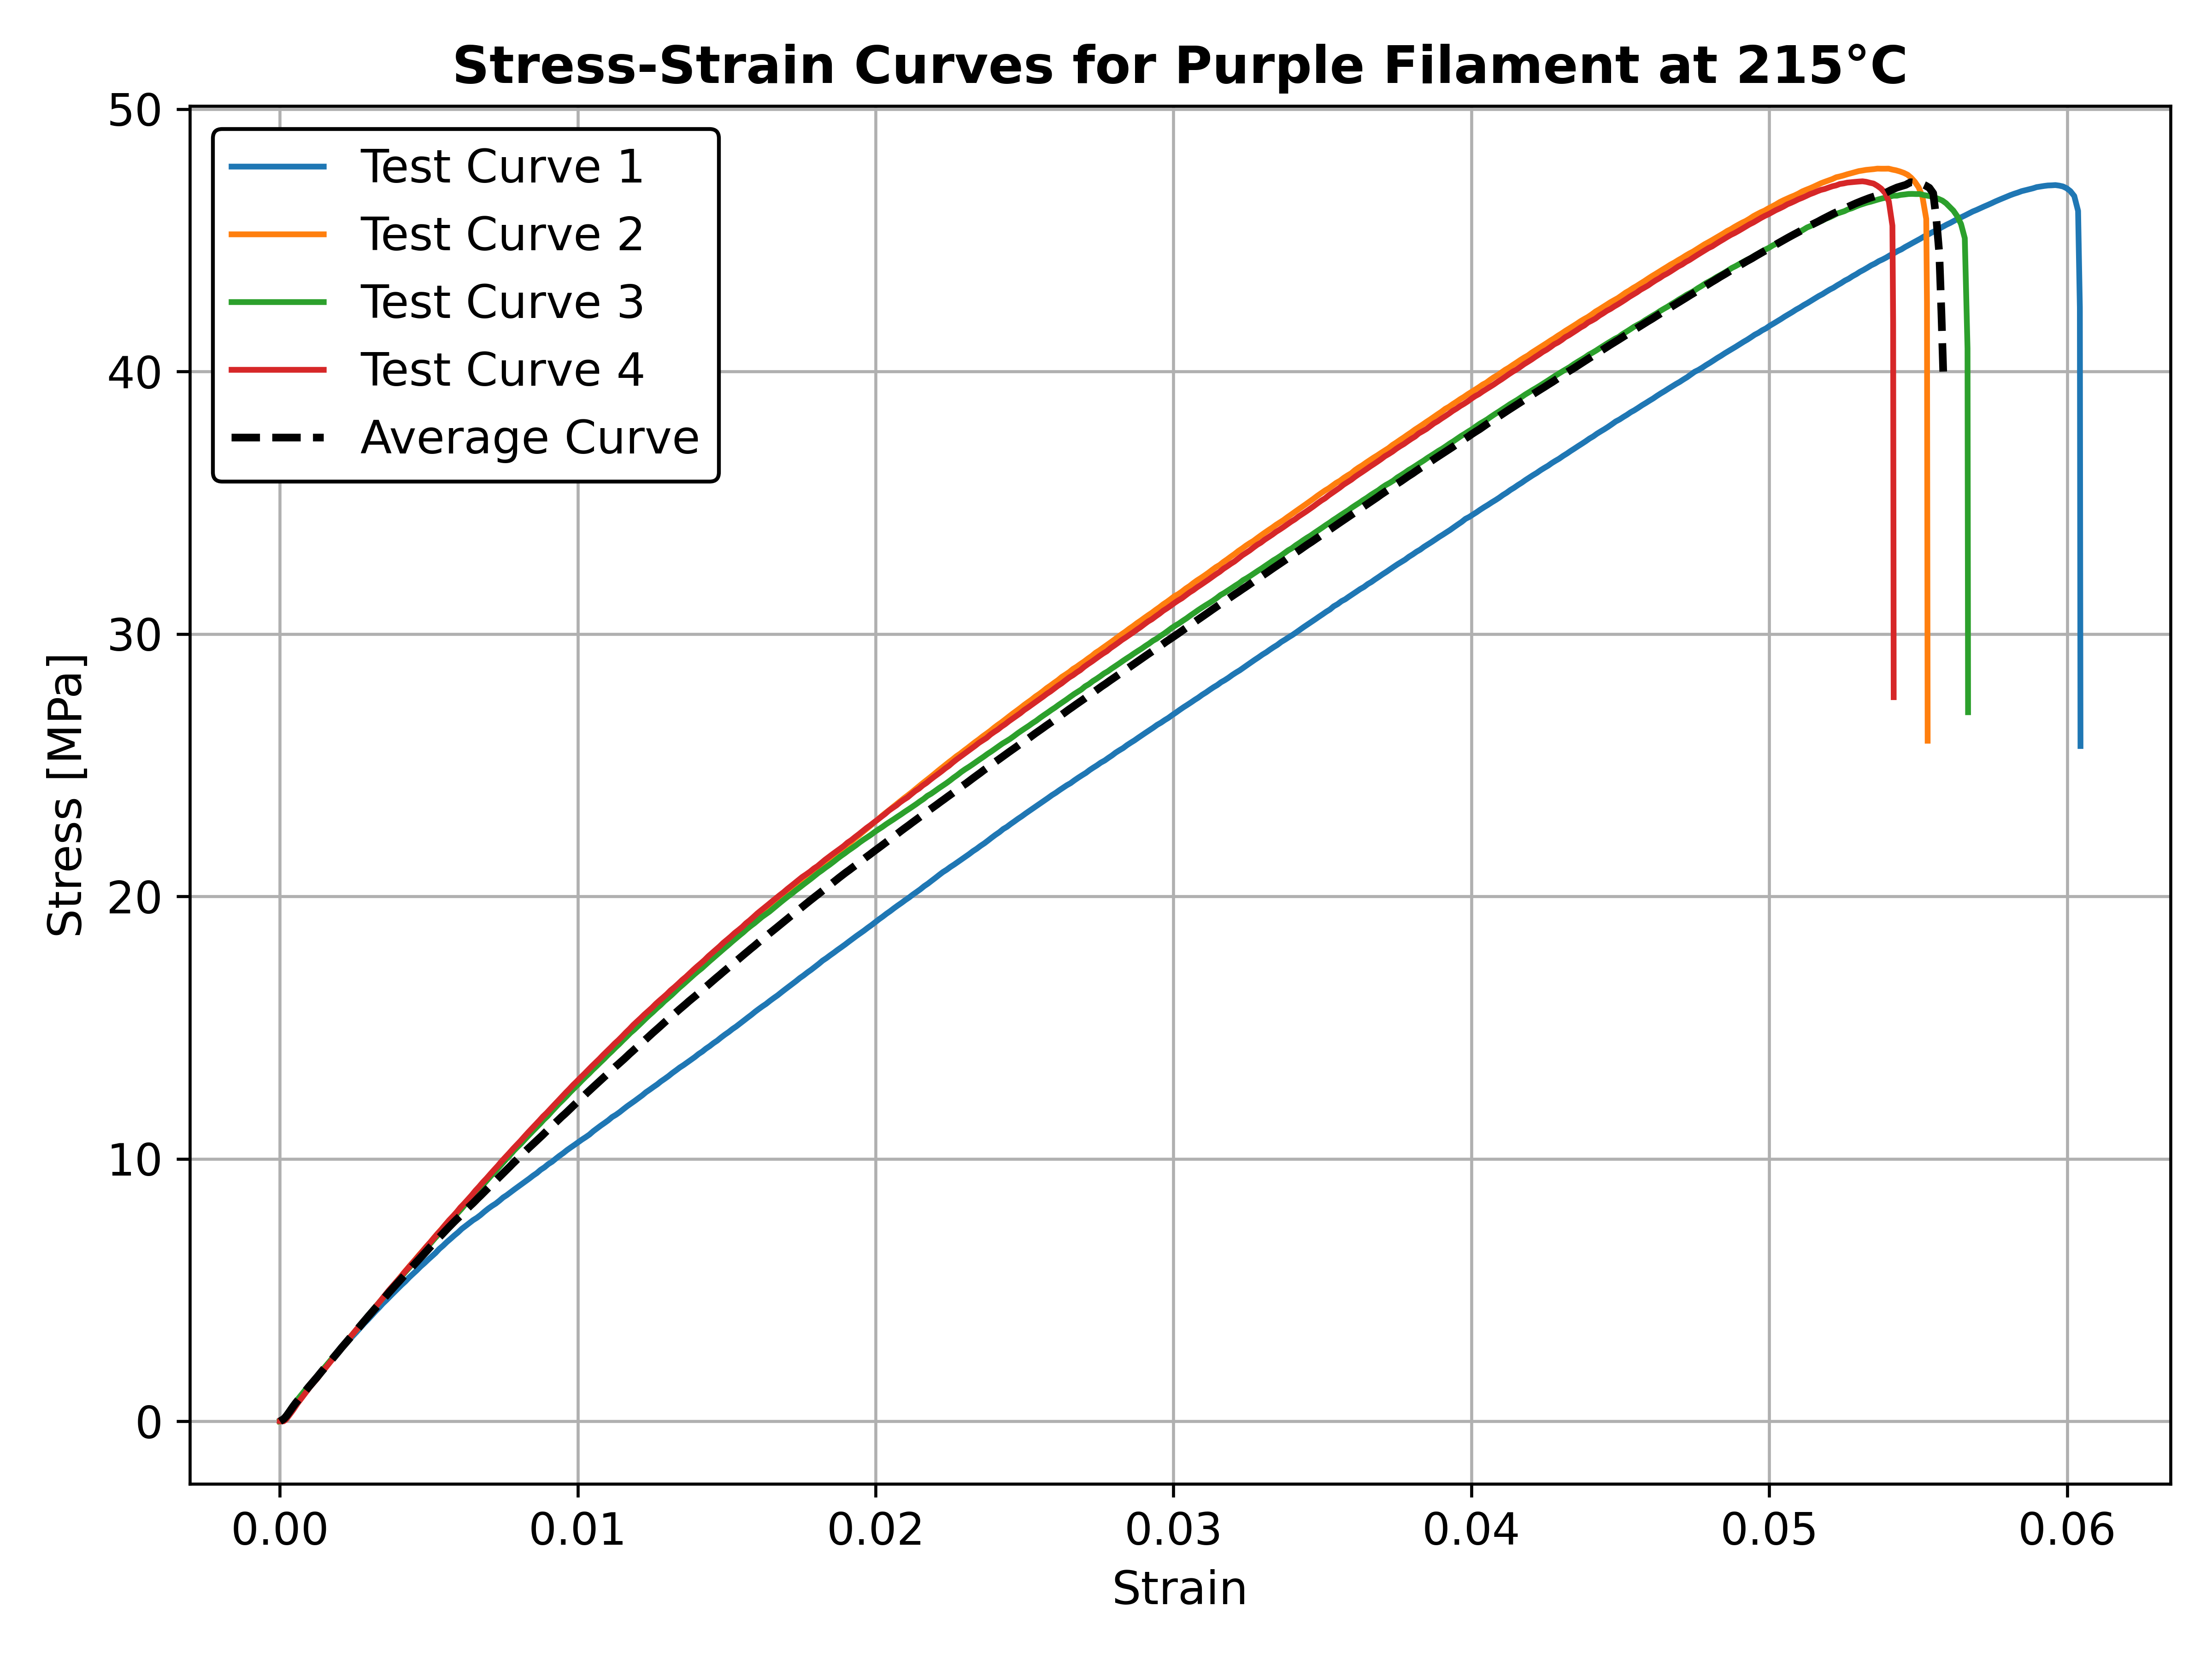 Stress-Strain Curves for Purple Filament at 215°C
50
40
30
20
10
0
Stress [MPa]
Test Curve 1
Test Curve 2
Test Curve 3
Test Curve 4
Average Curve
0.00 0.01 0.02 0.03 0.04 0.05 0.06
Strain